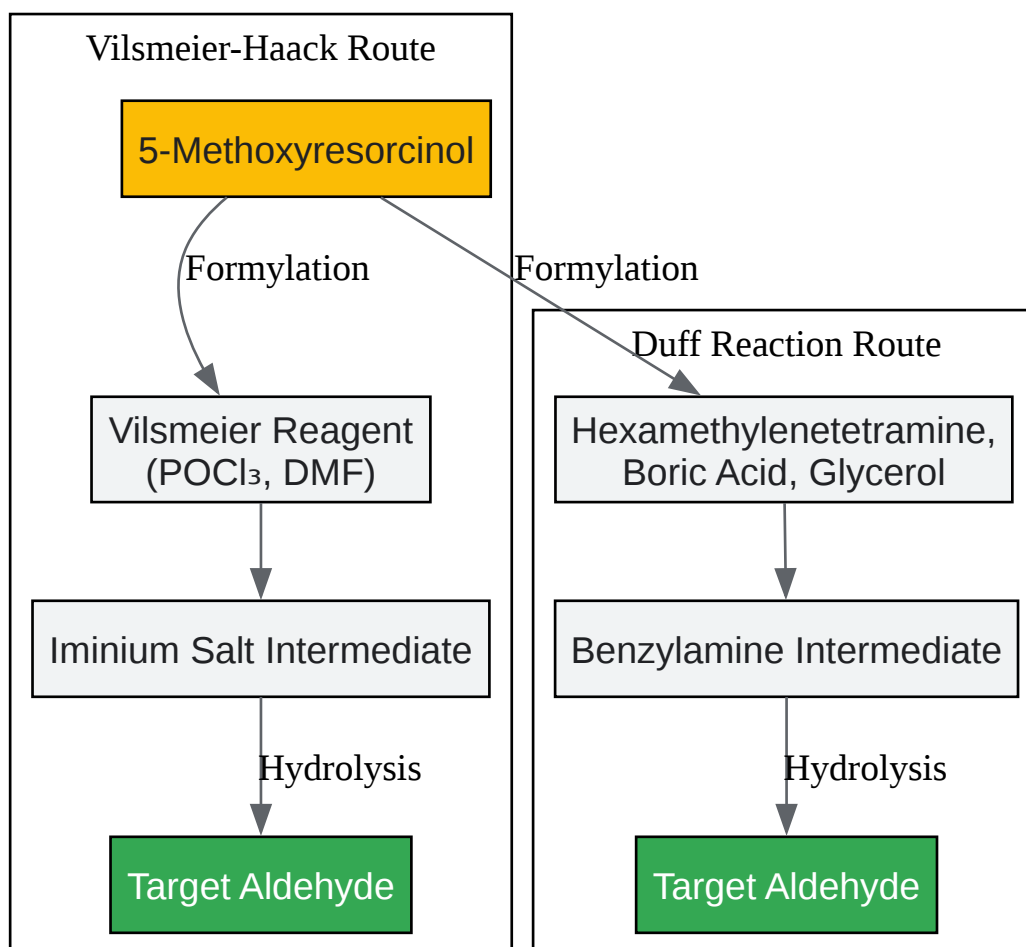 Vilsmeier-Haack Route
5-Methoxyresorcinol
Formylation
Formylation
Duff Reaction Route
Vilsmeier Reagent
(POCl₃, DMF)
Hexamethylenetetramine,
Boric Acid, Glycerol
Iminium Salt Intermediate
Benzylamine Intermediate
Hydrolysis
Hydrolysis
Target Aldehyde
Target Aldehyde